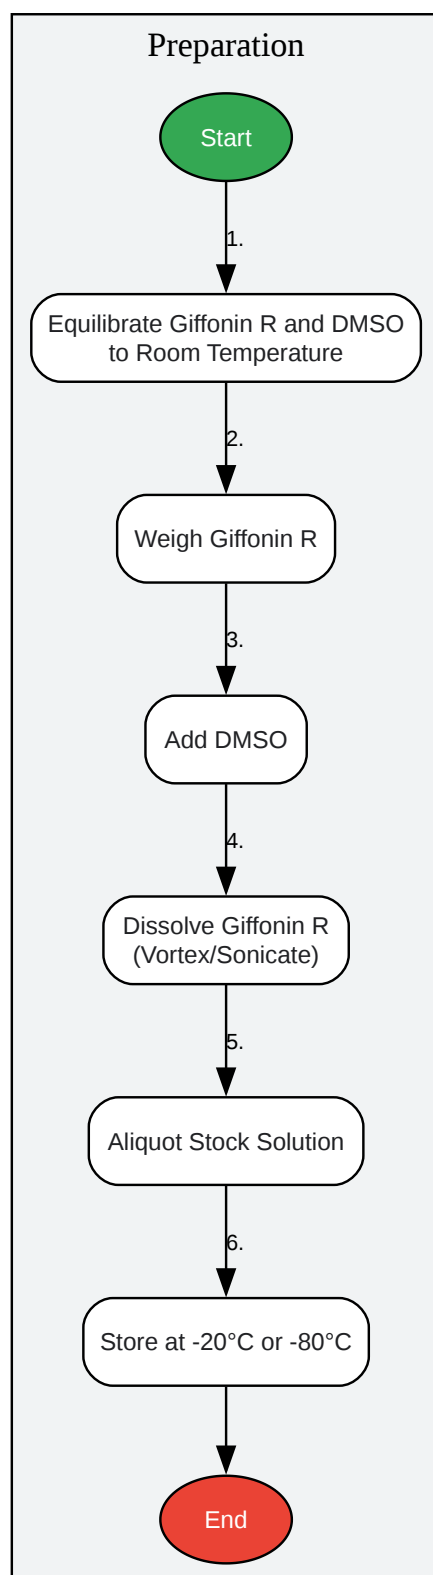 Preparation
Start
1.
Equilibrate Giffonin R and DMSO
to Room Temperature
2.
Weigh Giffonin R
3.
Add DMSO
4.
Dissolve Giffonin R
(Vortex/Sonicate)
5.
Aliquot Stock Solution
6.
Store at -20°C or -80°C
End